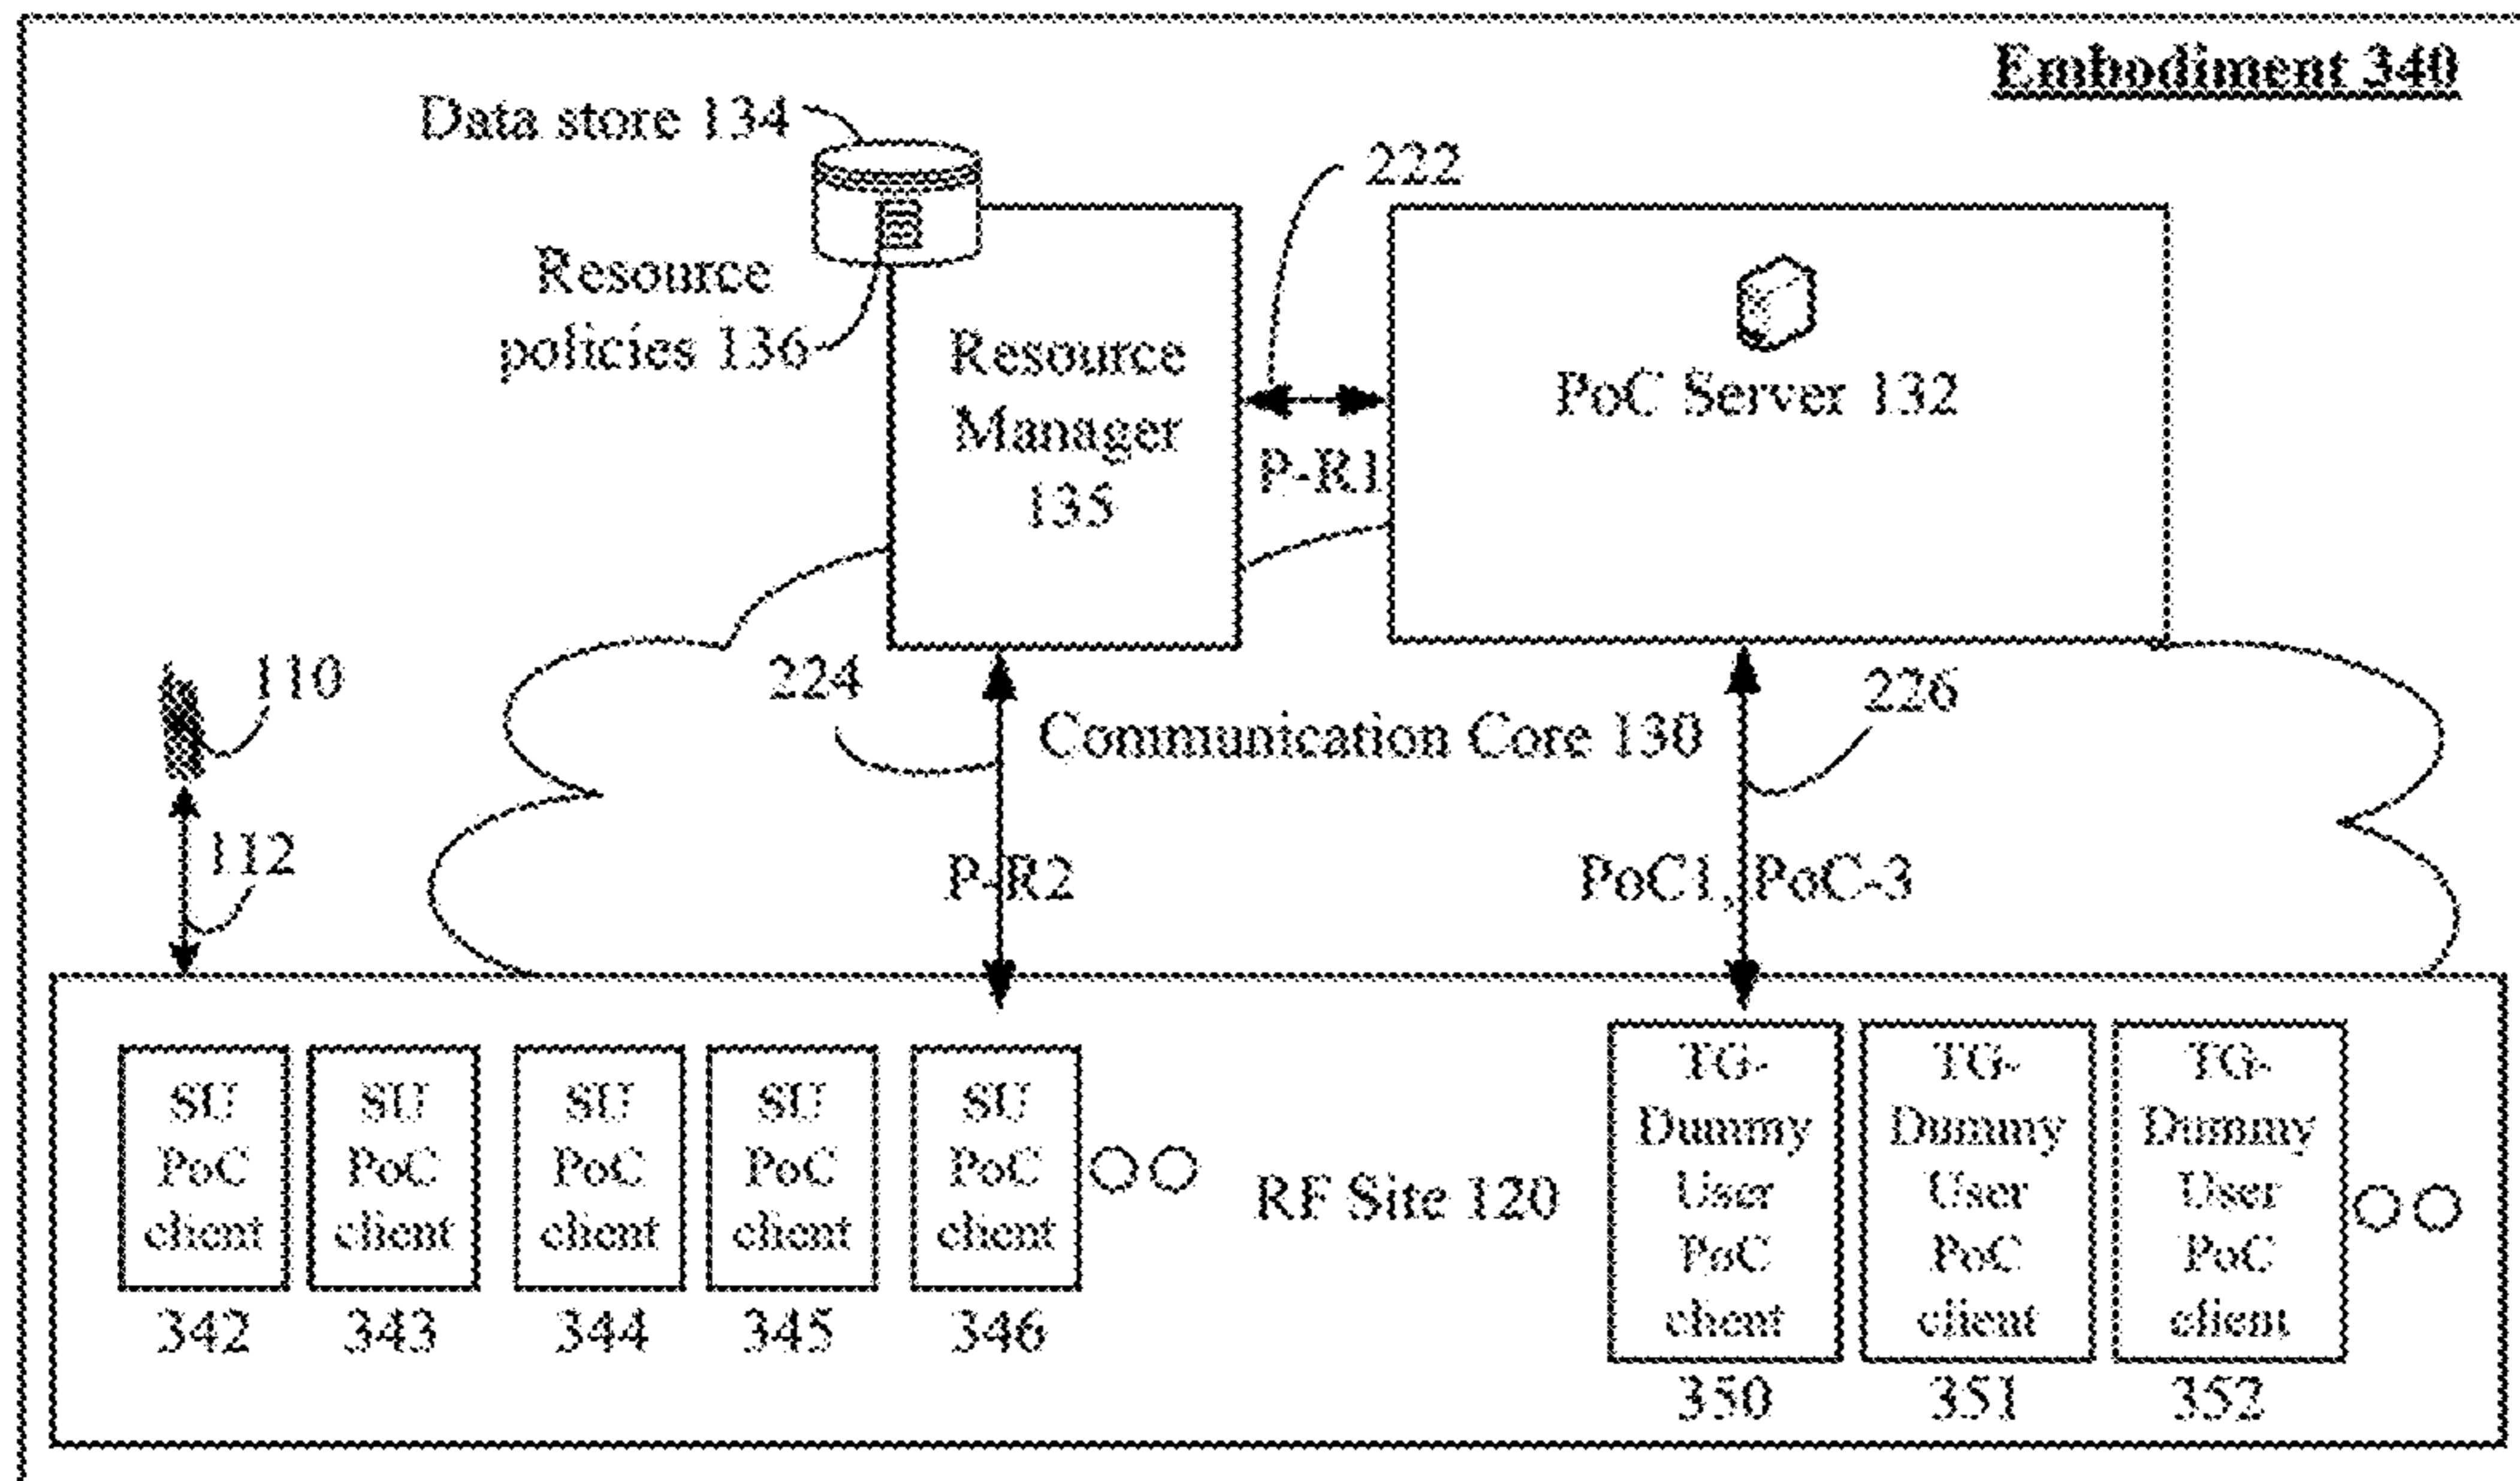 Embodiment 340
Data store 134
222
Resource
policies 136
Resource
Manager
135
PoC Server 132
P-R1
110
224
226
Communication Core 130
112
P-R2
PoC1, PoC-3
SU
PoC
client
342
SU
PoC
client
343
SU
PoC
client
344
SU
PoC
client
345
SU
PoC
client
346
RF Site 120
TG-
Dummy
User
PoC
client
350
TG-
Dummy
User
PoC
client
351
TG-
Dummy
User
PoC
client
352